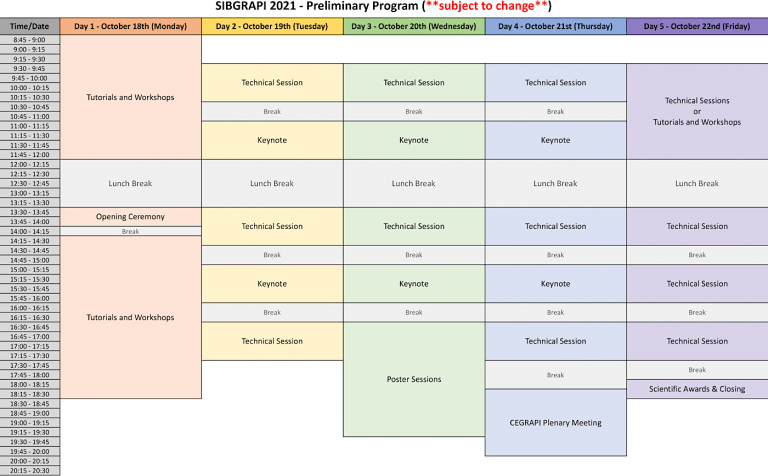 SIBGRAPI 2021 - Preliminary Program (**subject to change**)
Time/Date Day 1 - October 18th (Monday) Day 2 - October 19th (Tuesday) Day 3 - October 20th (Wednesday) Day 4 - October 21st (Thursday) Day 5 - October 22nd (Friday)
8:45 - 9:00
9:00 - 9:15
9:15 - 9:30
9:30 - 9:45
9:45 - 10:00 Technical Session Technical Session Technical Session
10:00 - 10:15
10:15 - 10:30 Tutorials and Workshops Technical Sessions
10:30 - 10:45 Break Break Break or
10:45 - 11:00
11:00 - 11:15 Tutorials and Workshops
11:15 - 11:30 Keynote Keynote Keynote
11:30 - 11:45
11:45 - 12:00
12:00 - 12:15
12:15 - 12:30
12:30 - 12:45 Lunch Break Lunch Break Lunch Break Lunch Break Lunch Break
13:00 - 13:15
13:15 - 13:30
13:30 - 13:45 Opening Ceremony
13:45 - 14:00 Technical Session Technical Session Technical Session Technical Session
14:00 - 14:15 Break
14:15 - 14:30
14:30 - 14:45 Break Break Break Break
14:45 - 15:00
15:00 - 15:15
15:15 - 15:30 Keynote Keynote Keynote Technical Session
15:30 - 15:45
15:45 - 16:00
16:00 - 16:15 Break Break Break Break
16:15 - 16:30 Tutorials and Workshops
16:30 - 16:45
16:45 - 17:00 Technical Session Technical Session Technical Session
17:00 - 17:15
17:15 - 17:30
17:30 - 17:45 Break
17:45 - 18:00 Poster Sessions Break
18:00 - 18:15 Scientific Awards & Closing
18:15 - 18:30
18:30 - 18:45
18:45 - 19:00
19:00 - 19:15 CEGRAPI Plenary Meeting
19:15 - 19:30
19:30 - 19:45
19:45 - 20:00
20:00 - 20:15
20:15 - 20:30